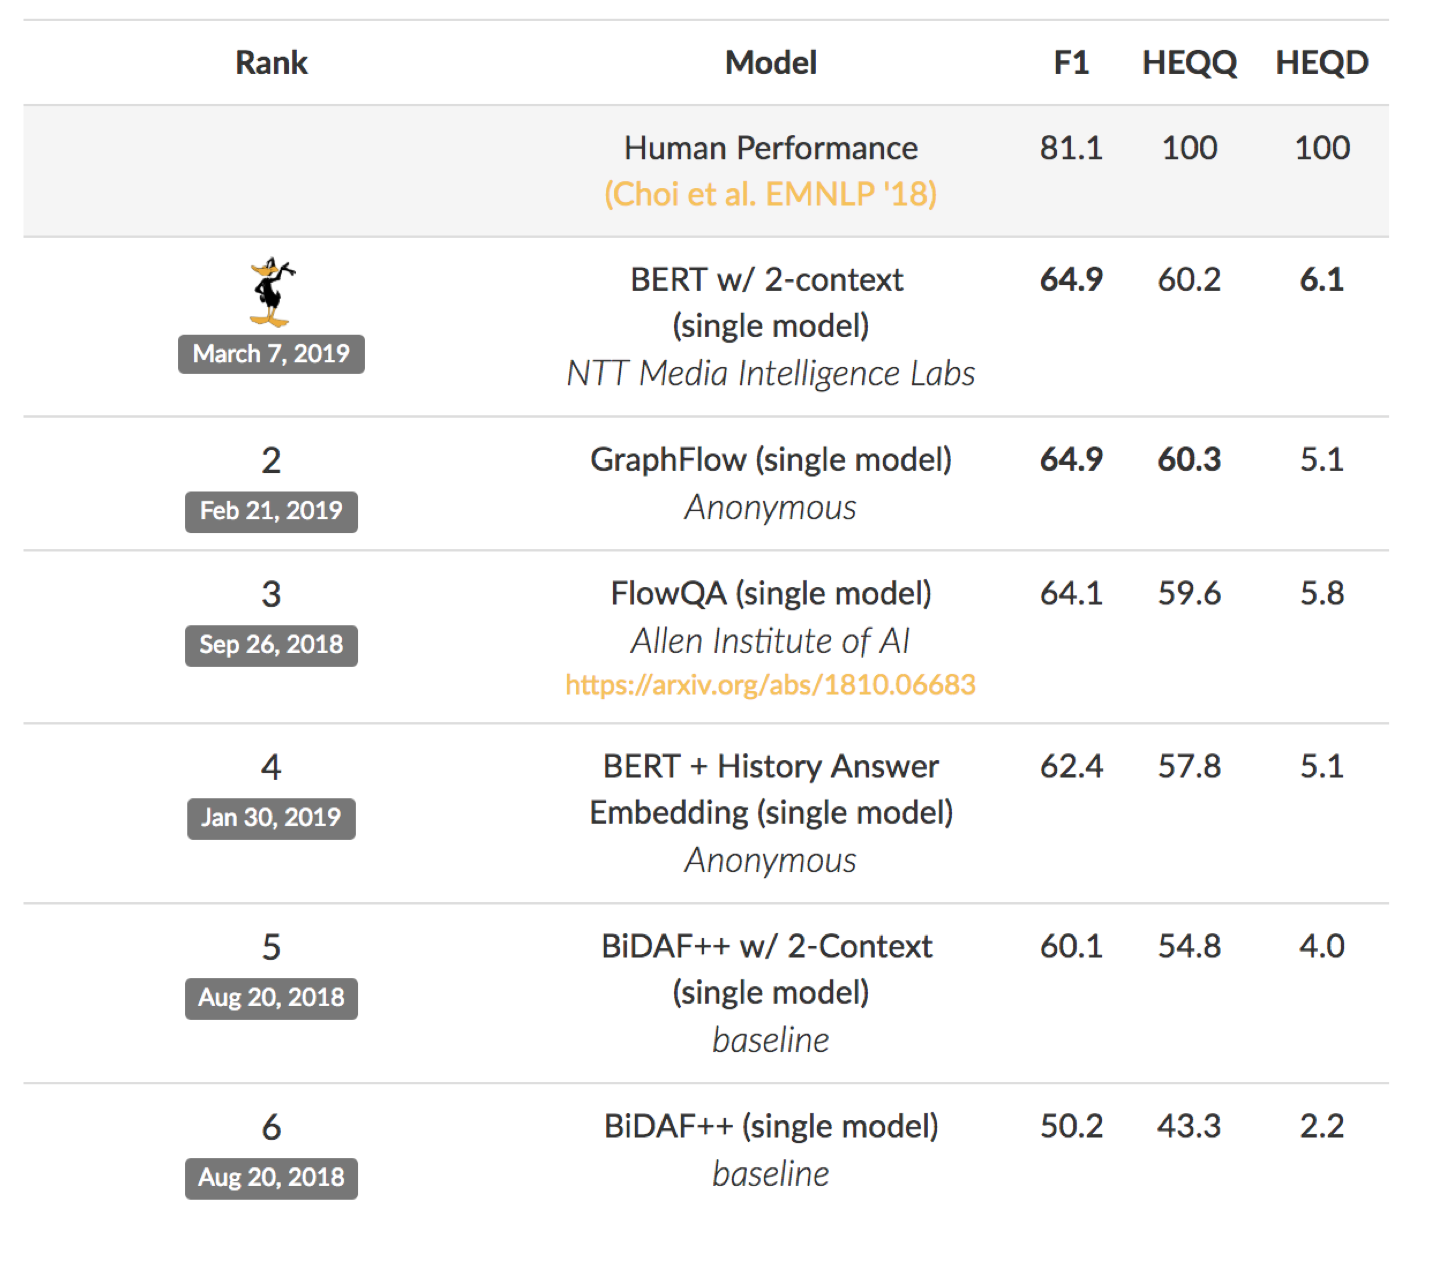 Rank Model F1 HEQQ HEQD
Human Performance 81.1 100 100
(Choi et al. EMNLP '18)
BERT w/ 2-context 64.9 60.2 6.1
(single model)
March 7, 2019
NTT Media Intelligence Labs
2 GraphFlow (single model) 64.9 60.3 5.1
Feb 21, 2019 Anonymous
3 FlowQA (single model) 64.1 59.6 5.8
Sep 26, 2018 Allen Institute of AI
https://arxiv.org/abs/1810.06683
4 BERT + History Answer 62.4 57.8 5.1
Jan 30, 2019 Embedding (single model)
Anonymous
5 BiDAF++ w/ 2-Context 60.1 54.8 4.0
Aug 20, 2018 (single model)
baseline
6 BiDAF++ (single model) 50.2 43.3 2.2
Aug 20, 2018 baseline